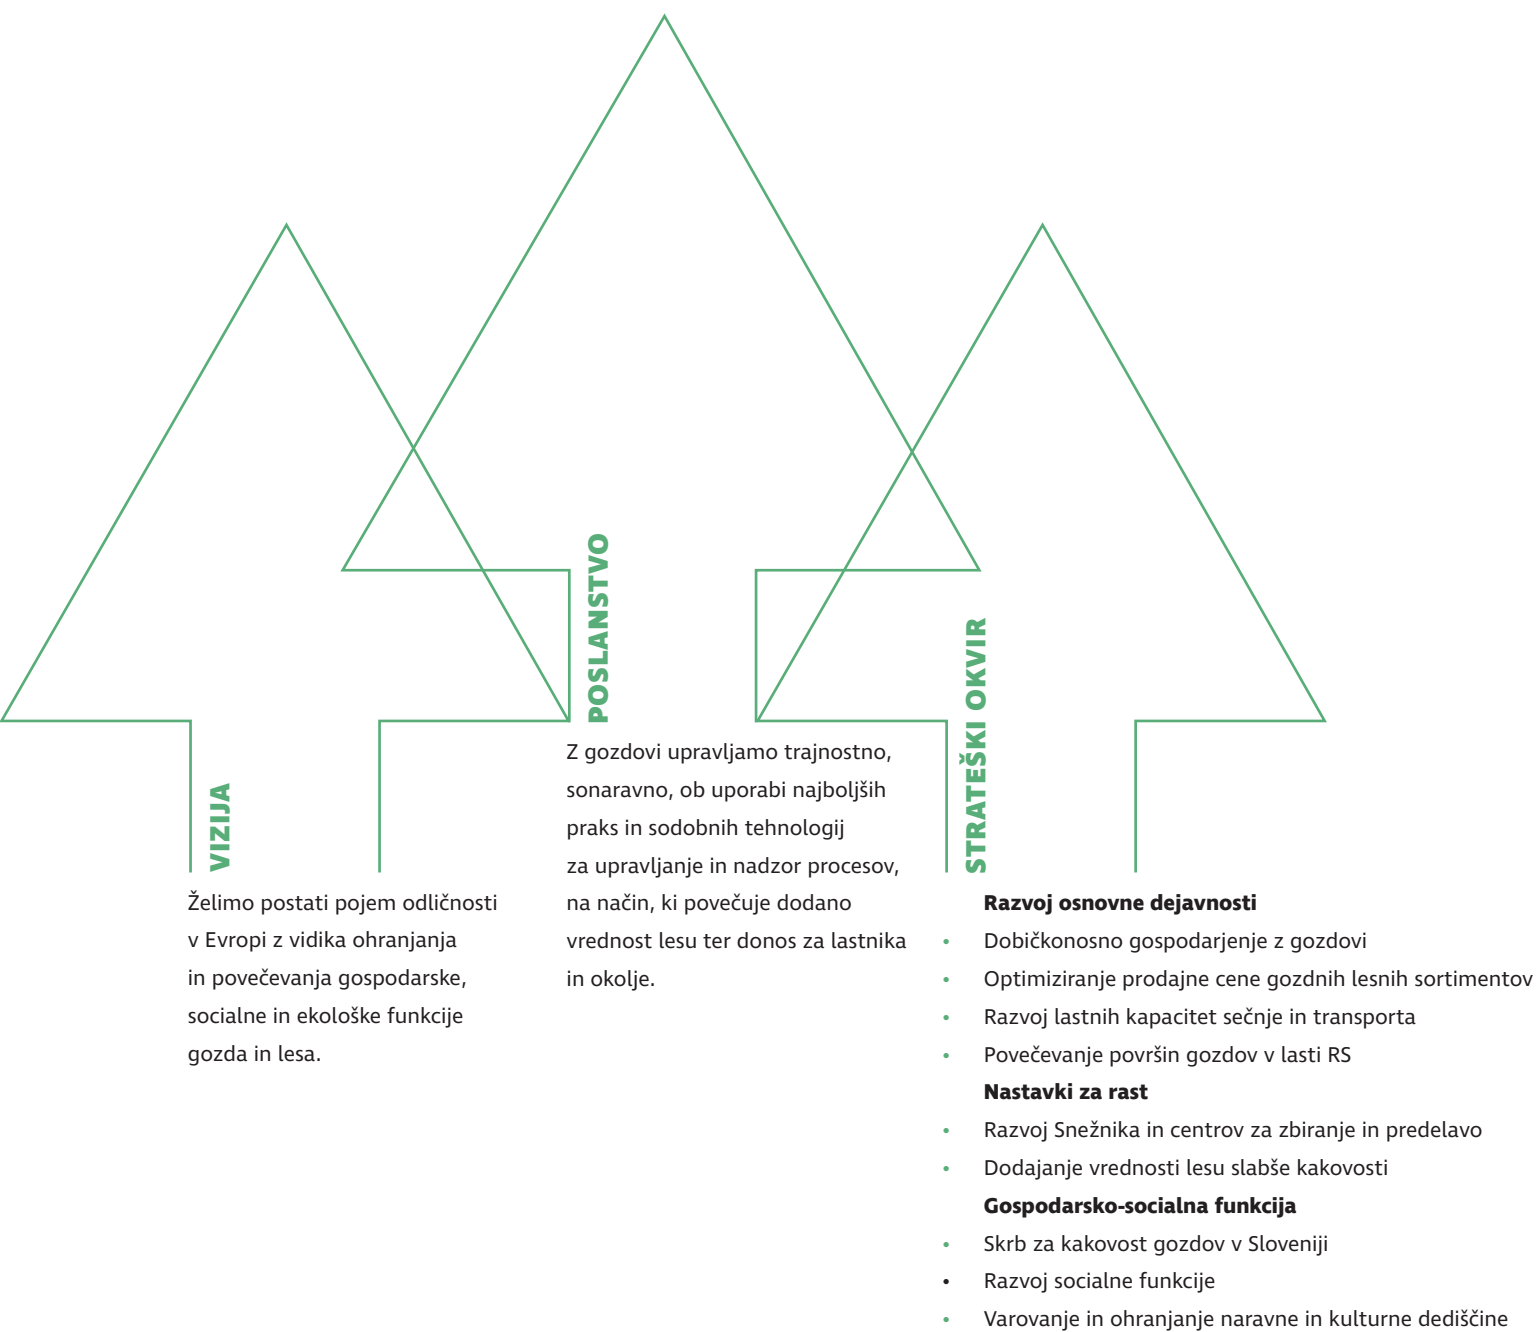 VIZIJA
Želimo postati pojem odličnosti
v Evropi z vidika ohranjanja
in povečevanja gospodarske,
socialne in ekološke funkcije
gozda in lesa.
POSLANSTVO
Z gozdovi upravljamo trajnostno,
sonaravno, ob uporabi najboljših
praks in sodobnih tehnologij
za upravljanje in nadzor procesov,
na način, ki povečuje dodano
vrednost lesu ter donos za lastnika
in okolje.
STRATEŠKI OKVIR
Razvoj osnovne dejavnosti
• Dobičkonosno gospodarjenje z gozdovi
• Optimiziranje prodajne cene gozdnih lesnih sortimentov
• Razvoj lastnih kapacitet sečnje in transporta
• Povečevanje površin gozdov v lasti RS
Nastavki za rast
• Razvoj Snežnika in centrov za zbiranje in predelavo
• Dodajanje vrednosti lesu slabše kakovosti
Gospodarsko-socialna funkcija
• Skrb za kakovost gozdov v Sloveniji
• Razvoj socialne funkcije
• Varovanje in ohranjanje naravne in kulturne dediščine